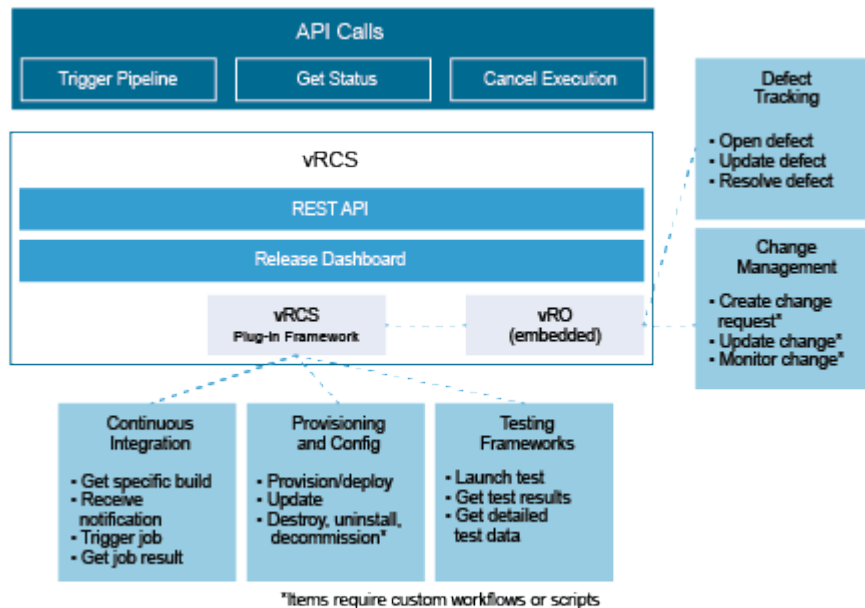 API Calls
Trigger Pipeline
Get Status
Cancel Execution
vRCS
REST API
Release Dashboard
vRCS
Plug-in Framework
vRO
(embedded)
Defect
Tracking
▪ Open defect
▪ Update defect
▪ Resolve defect
Change
Management
▪ Create change
request*
▪ Update change*
▪ Monitor change*
Continuous
Integration
▪ Get specific build
▪ Receive
notification
▪ Trigger job
▪ Get job result
Provisioning
and Config
▪ Provision/deploy
▪ Update
▪ Destroy, uninstall,
decommission*
Testing
Frameworks
▪ Launch test
▪ Get test results
▪ Get detailed
test data
*Items require custom workflows or scripts